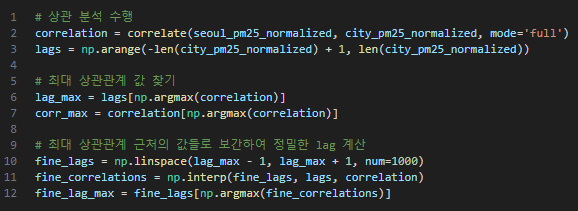 1 # 상관 분석 수행
2 correlation = correlate(seoul_pm25_normalized, city_pm25_normalized, mode='full')
3 lags = np.arange(-len(city_pm25_normalized) + 1, len(city_pm25_normalized))
4
5 # 최대 상관관계 값 찾기
6 lag_max = lags[np.argmax(correlation)]
7 corr_max = correlation[np.argmax(correlation)]
8
9 # 최대 상관관계 근처의 값들로 보간하여 정밀한 lag 계산
10 fine_lags = np.linspace(lag_max - 1, lag_max + 1, num=1000)
11 fine_correlations = np.interp(fine_lags, lags, correlation)
12 fine_lag_max = fine_lags[np.argmax(fine_correlations)]